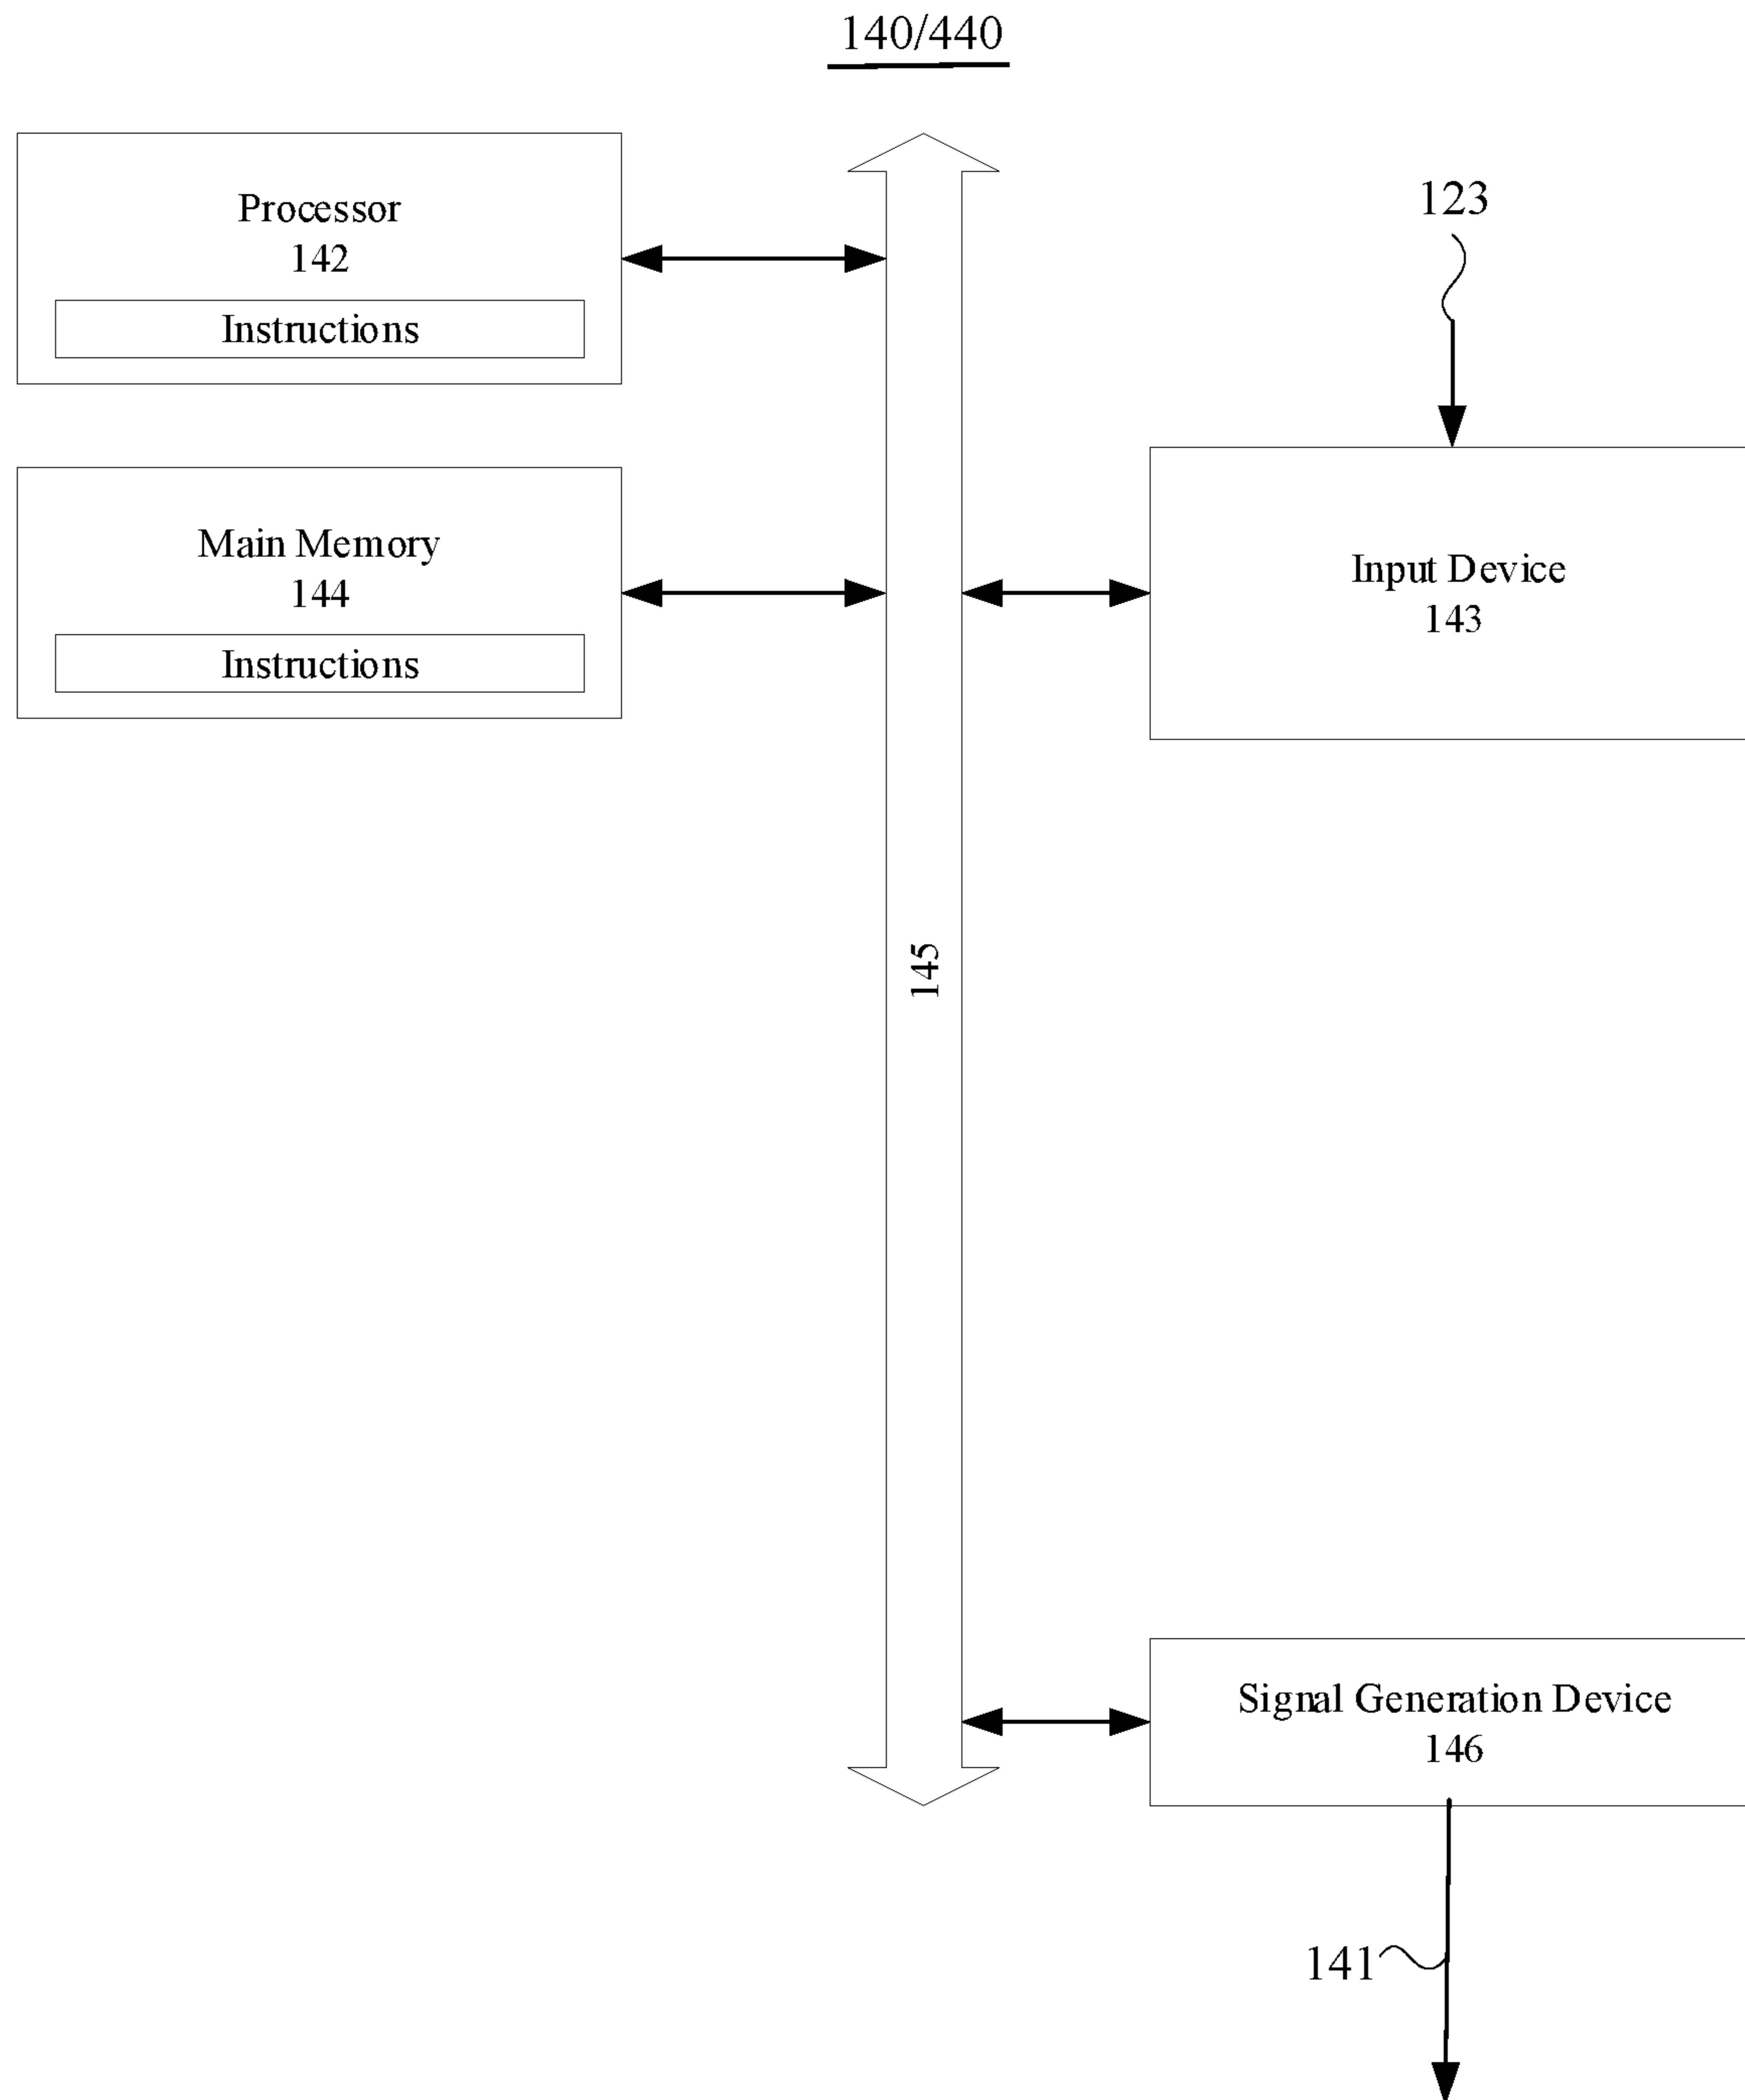 140/440
Processor
142
Instructions
123
Main Memory
144
Instructions
Input Device
143
145
Signal Generation Device
146
141